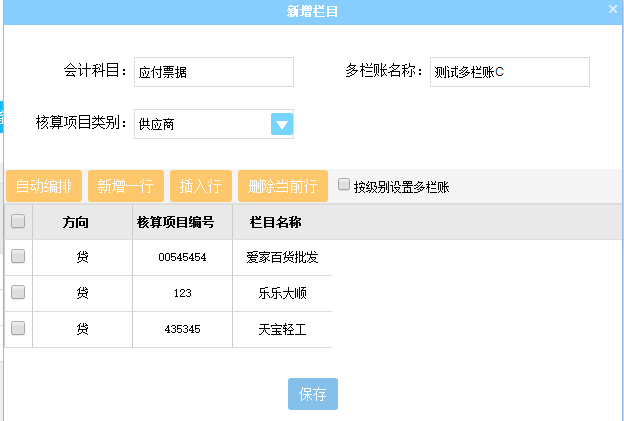 新增栏目
会计科目：应付票据 多栏账名称：测试多栏账C
核算项目类别：供应商
自动编排 新增一行 插入行 删除当前行 按级别设置多栏账
方向 核算项目编号 栏目名称
贷 00545454 爱家百货批发
贷 123 乐乐大顺
贷 435345 天宝轻工
保存